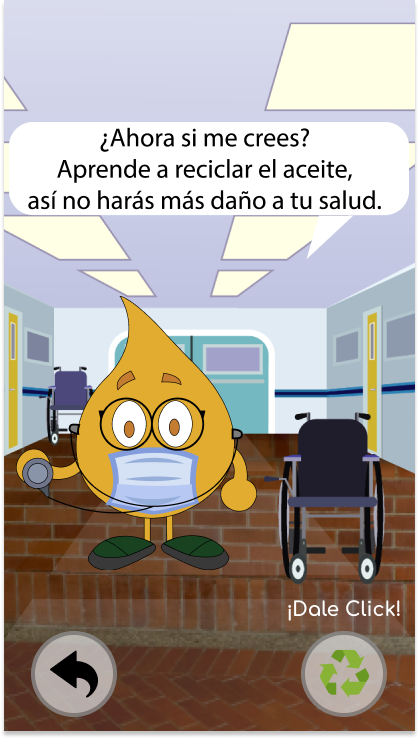 ¿Ahora si me crees?
Aprende a reciclar el aceite,
así no harás más daño a tu salud.
¡Dale Click!